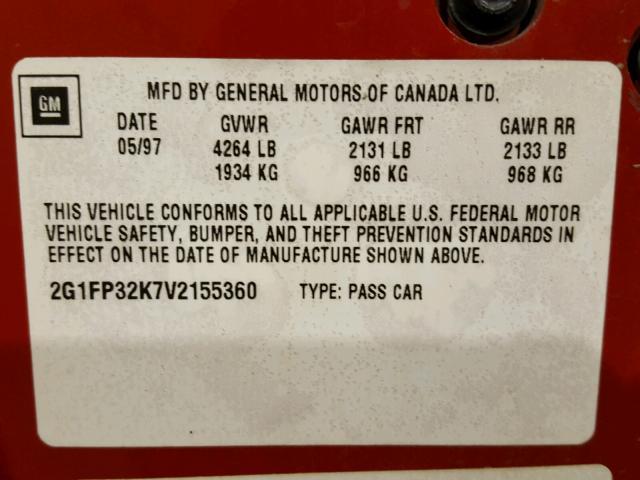 GM
MFD BY GENERAL MOTORS OF CANADA LTD.
DATE GVWR GAWR FRT GAWR RR
05/97 4264 LB 2131 LB 2133 LB
1934 KG 966 KG 968 KG
THIS VEHICLE CONFORMS TO ALL APPLICABLE U.S. FEDERAL MOTOR
VEHICLE SAFETY, BUMPER, AND THEFT PREVENTION STANDARDS IN
EFFECT ON THE DATE OF MANUFACTURE SHOWN ABOVE.
2G1FP32K7V2155360 TYPE: PASS CAR